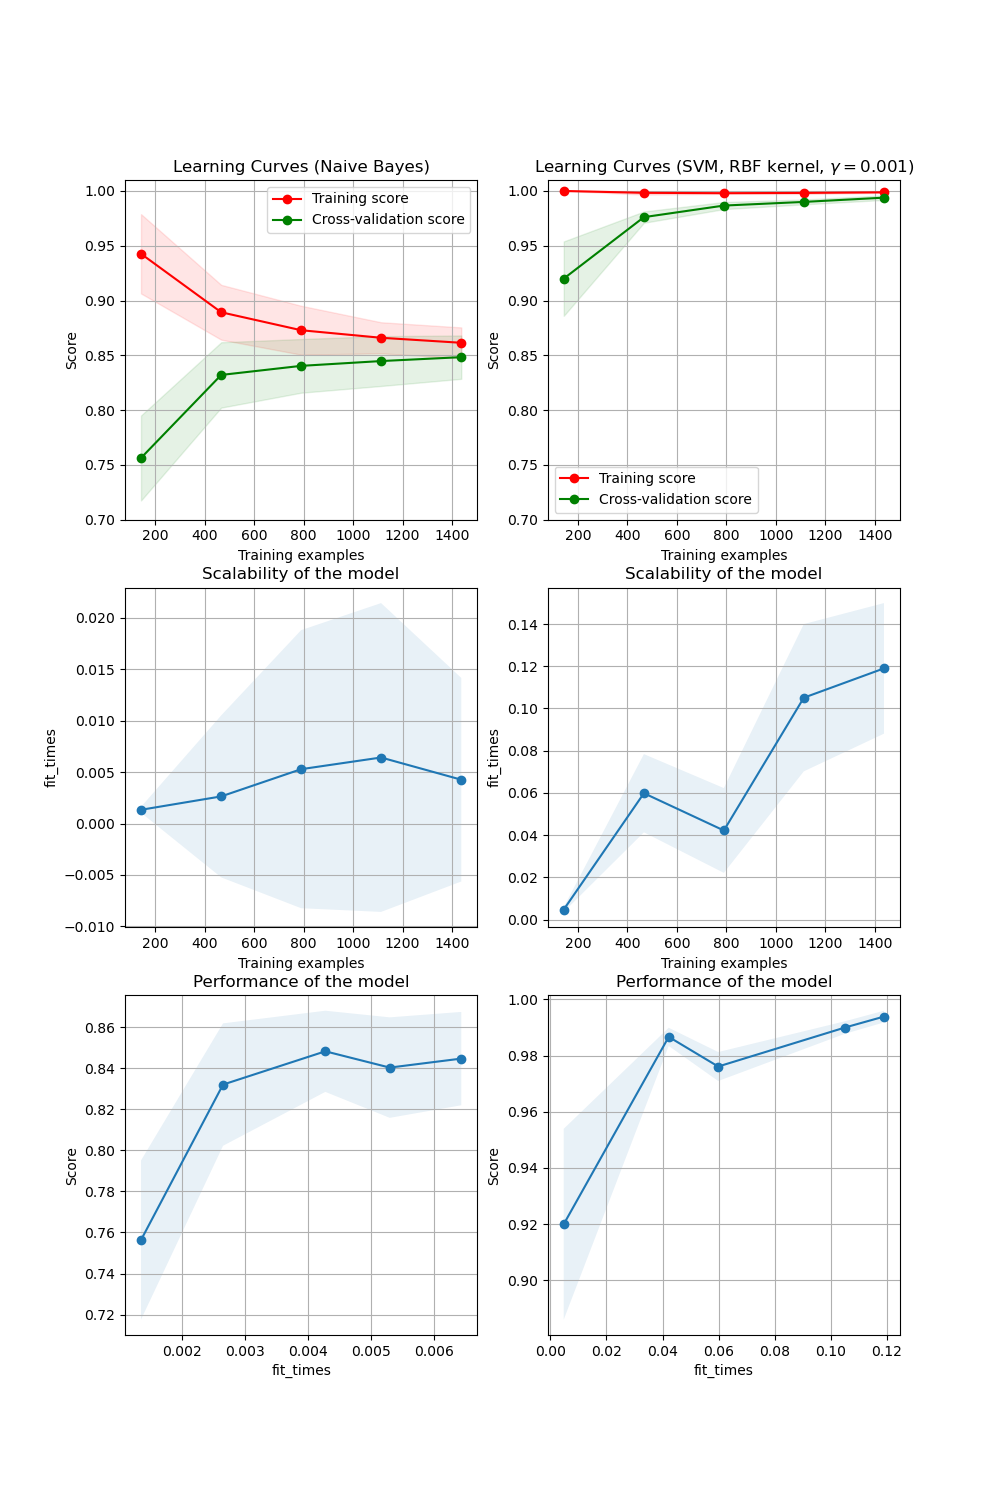 Learning Curves (Naive Bayes)
1.00
0.95
0.90
0.85
0.80
0.75
0.70
Score
Training score
Cross-validation score
200 400 600 800 1000 1200 1400
Training examples
Learning Curves (SVM, RBF kernel, γ = 0.001)
1.00
0.95
0.90
0.85
0.80
0.75
0.70
Score
Training score
Cross-validation score
200 400 600 800 1000 1200 1400
Training examples
Scalability of the model
0.020
0.015
0.010
0.005
0.000
−0.005
−0.010
fit_times
200 400 600 800 1000 1200 1400
Training examples
Scalability of the model
0.14
0.12
0.10
0.08
0.06
0.04
0.02
0.00
fit_times
200 400 600 800 1000 1200 1400
Training examples
Performance of the model
0.86
0.84
0.82
0.80
0.78
0.76
0.74
0.72
Score
0.002 0.003 0.004 0.005 0.006
fit_times
Performance of the model
1.00
0.98
0.96
0.94
0.92
0.90
Score
0.00 0.02 0.04 0.06 0.08 0.10 0.12
fit_times